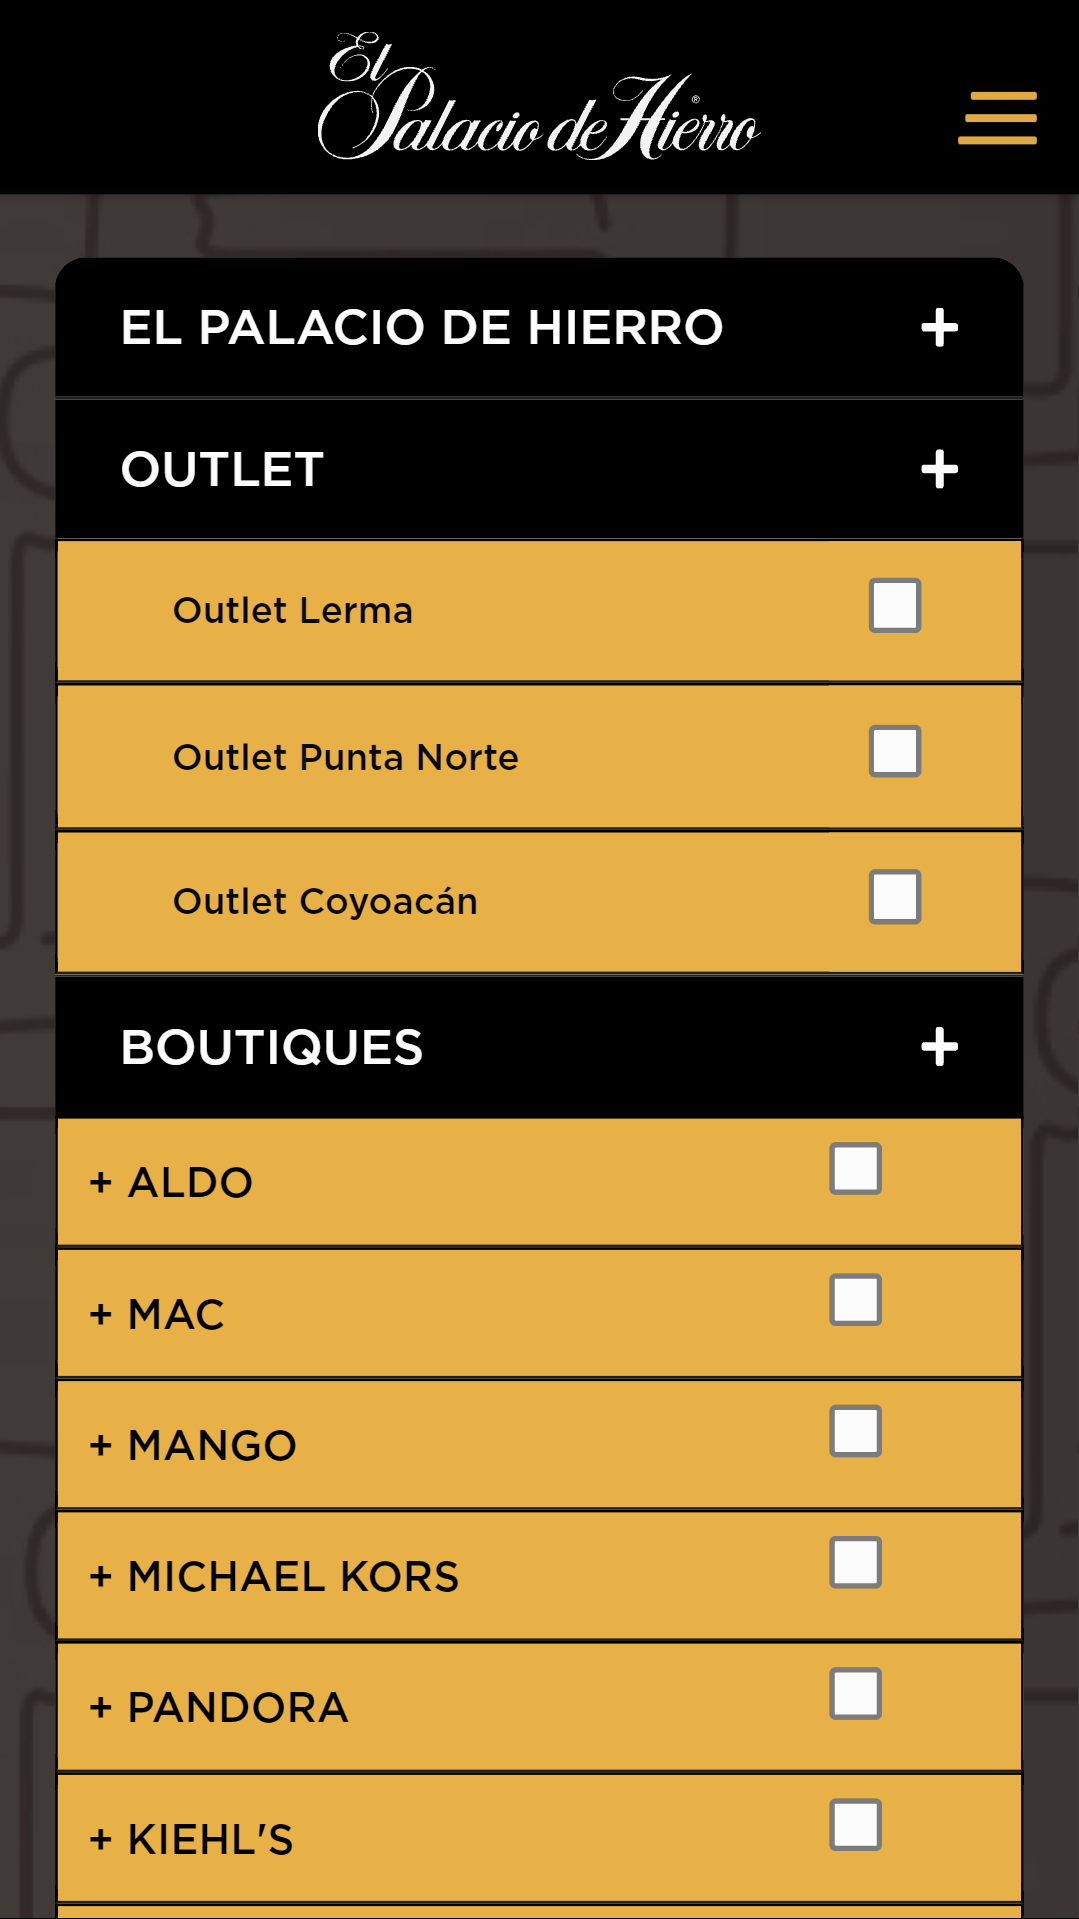 El
Palacio de Hierro®
EL PALACIO DE HIERRO +
OUTLET +
Outlet Lerma
Outlet Punta Norte
Outlet Coyoacán
BOUTIQUES +
+ ALDO
+ MAC
+ MANGO
+ MICHAEL KORS
+ PANDORA
+ KIEHL'S